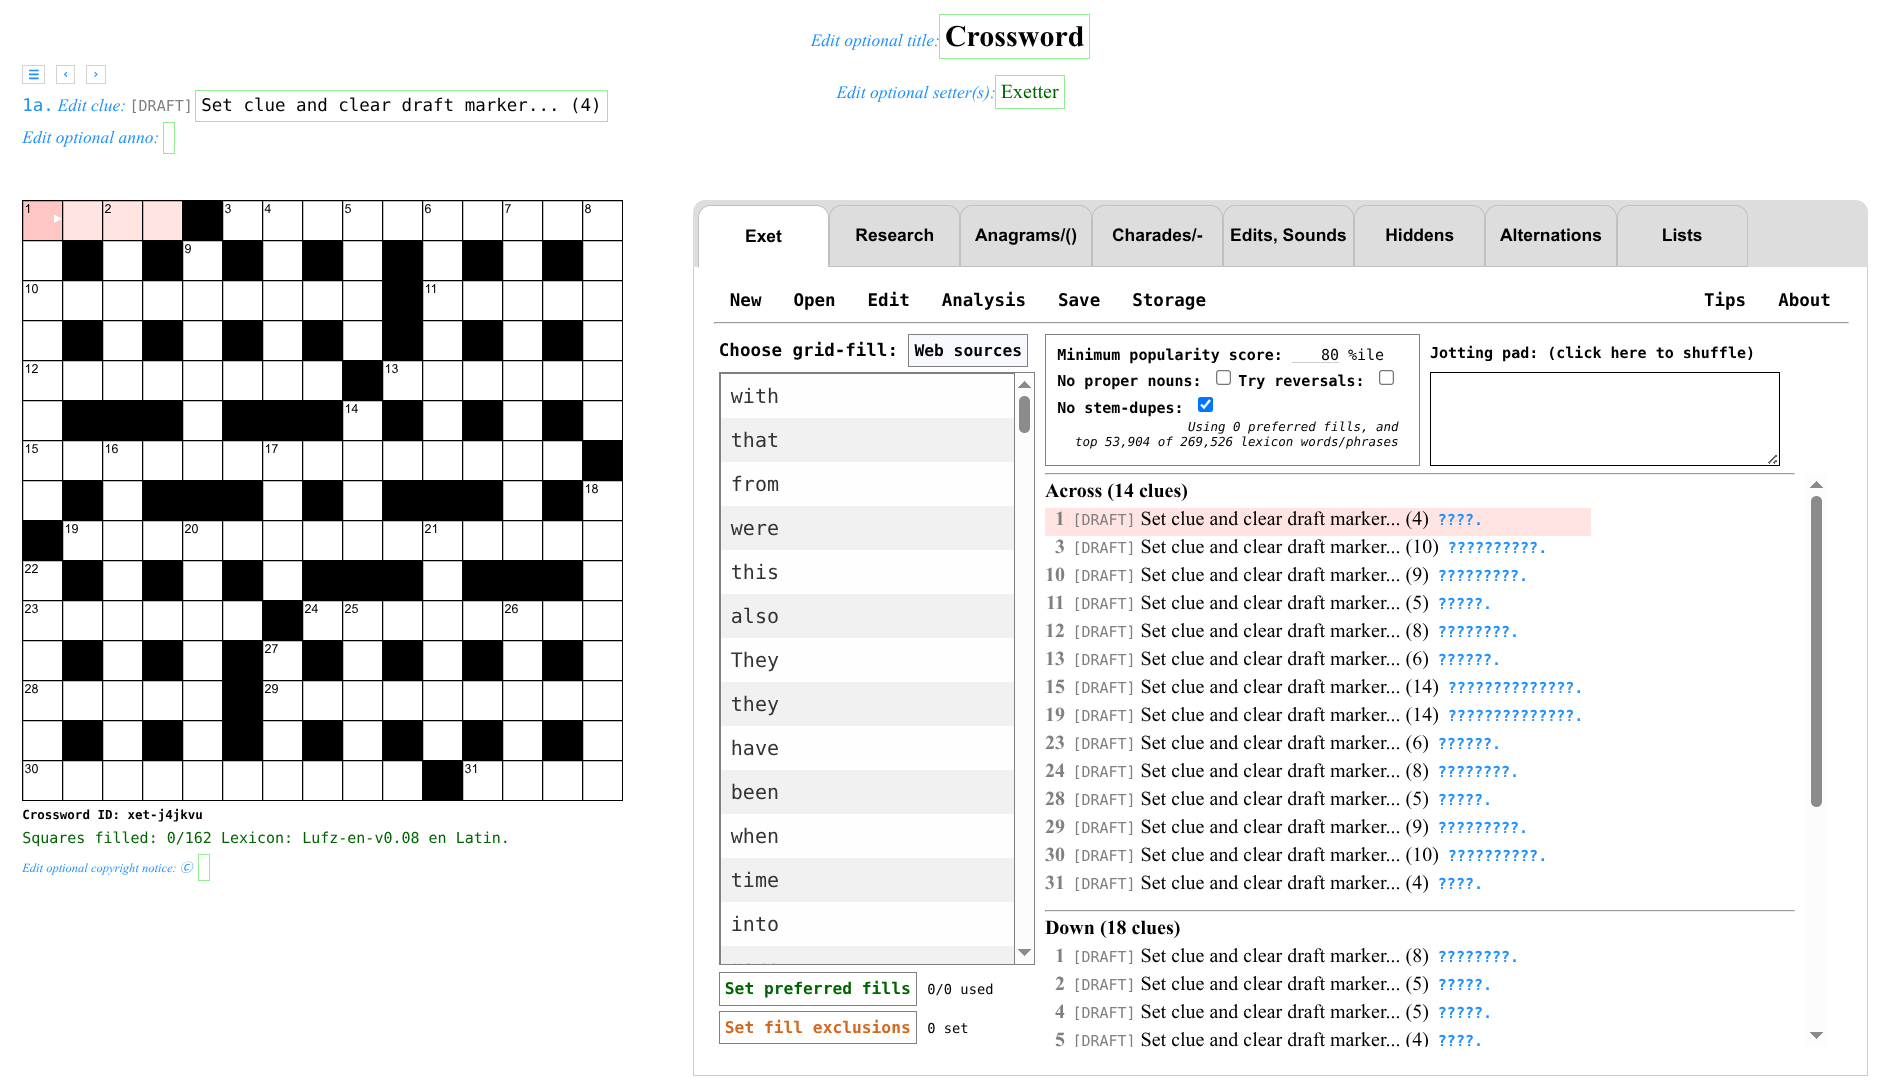 Edit optional title: Crossword
Edit optional setter(s): Exetter
☰ ‹ ›
1a. Edit clue: [DRAFT] Set clue and clear draft marker... (4)
Edit optional anno:
1 2 3 4 5 6 7 8
9
10 11
12 13
14
15 16 17
18
19 20 21
22
23 24 25 26
27
28 29
30 31
Crossword ID: xet-j4jkvu
Squares filled: 0/162 Lexicon: Lufz-en-v0.08 en Latin.
Edit optional copyright notice: ©
Exet Research Anagrams/() Charades/- Edits, Sounds Hiddens Alternations Lists
New Open Edit Analysis Save Storage Tips About
Choose grid-fill: Web sources
with
that
from
were
this
also
They
they
have
been
when
time
into
Set preferred fills 0/0 used
Set fill exclusions 0 set
Minimum popularity score: 80 %ile
No proper nouns: Try reversals:
No stem-dupes:
Using 0 preferred fills, and
top 53,904 of 269,526 lexicon words/phrases
Jotting pad: (click here to shuffle)
Across (14 clues)
1 [DRAFT] Set clue and clear draft marker... (4) ????.
3 [DRAFT] Set clue and clear draft marker... (10) ??????????.
10 [DRAFT] Set clue and clear draft marker... (9) ?????????.
11 [DRAFT] Set clue and clear draft marker... (5) ?????.
12 [DRAFT] Set clue and clear draft marker... (8) ????????.
13 [DRAFT] Set clue and clear draft marker... (6) ??????.
15 [DRAFT] Set clue and clear draft marker... (14) ??????????????.
19 [DRAFT] Set clue and clear draft marker... (14) ??????????????.
23 [DRAFT] Set clue and clear draft marker... (6) ??????.
24 [DRAFT] Set clue and clear draft marker... (8) ????????.
28 [DRAFT] Set clue and clear draft marker... (5) ?????.
29 [DRAFT] Set clue and clear draft marker... (9) ?????????.
30 [DRAFT] Set clue and clear draft marker... (10) ??????????.
31 [DRAFT] Set clue and clear draft marker... (4) ????.
Down (18 clues)
1 [DRAFT] Set clue and clear draft marker... (8) ????????.
2 [DRAFT] Set clue and clear draft marker... (5) ?????.
4 [DRAFT] Set clue and clear draft marker... (5) ?????.
5 [DRAFT] Set clue and clear draft marker... (4) ????.